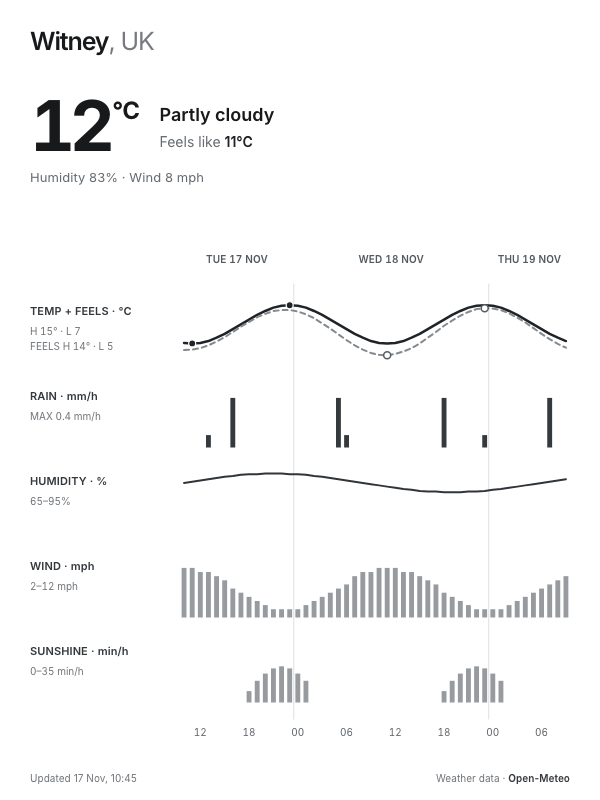 Witney, UK
12°C
Partly cloudy
Feels like 11°C
Humidity 83% · Wind 8 mph
TUE 17 NOV WED 18 NOV THU 19 NOV
TEMP + FEELS · °C
H 15° · L 7
FEELS H 14° · L 5
RAIN · mm/h
MAX 0.4 mm/h
HUMIDITY · %
65–95%
WIND · mph
2–12 mph
SUNSHINE · min/h
0–35 min/h
12 18 00 06 12 18 00 06
Updated 17 Nov, 10:45
Weather data · Open-Meteo